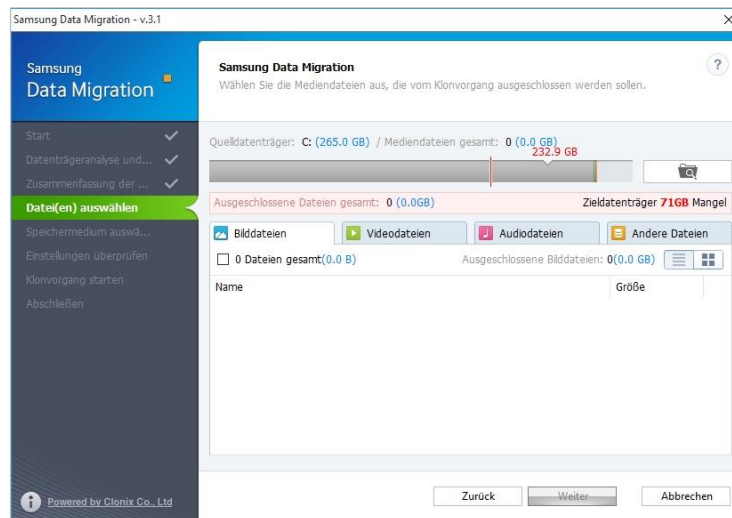 Samsung Data Migration - v.3.1
Samsung
Data Migration
Samsung Data Migration
Wählen Sie die Mediendateien aus, die vom Klonvorgang ausgeschlossen werden sollen.
?
Start
Datenträgeranalyse und...
Zusammenfassung der ...
Datei(en) auswählen
Speichermedium auswä...
Einstellungen überprüfen
Klonvorgang starten
Abschließen
Quelldatenträger: C: (265.0 GB) / Mediendateien gesamt: 0 (0.0 GB)
232.9 GB
Ausgeschlossene Dateien gesamt: 0 (0.0GB) Zieldatenträger 71GB Mangel
Bilddateien Videodateien Audiodateien Andere Dateien
0 Dateien gesamt(0.0 B) Ausgeschlossene Bilddateien: 0(0.0 GB)
Name Größe
Powered by Clonix Co., Ltd
Zurück Weiter Abbrechen